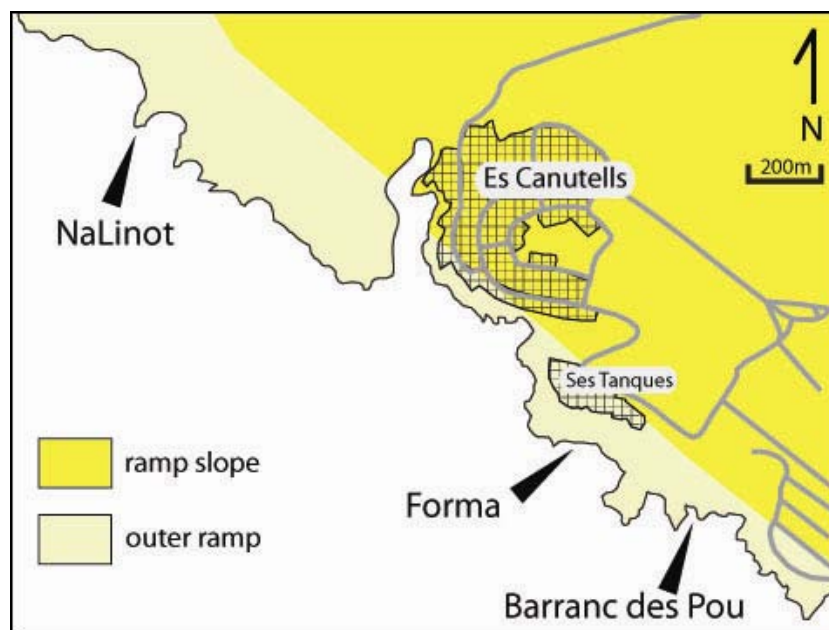 N
200m
Es Canutells
NaLinot
Ses Tanques
ramp slope
Forma
outer ramp
Barranc des Pou